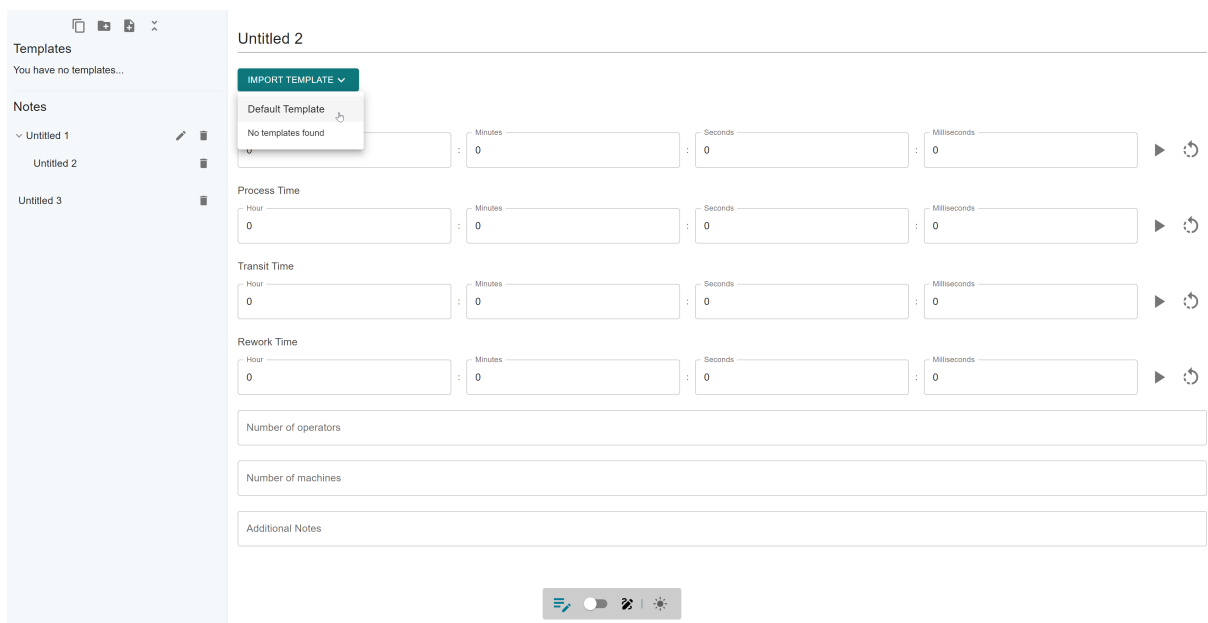 Templates
You have no templates...
Notes
Untitled 1
Untitled 2
Untitled 3
Untitled 2
IMPORT TEMPLATE
Default Template
No templates found
Minutes Seconds Milliseconds
0 : 0 : 0 : 0
Process Time
Hour Minutes Seconds Milliseconds
0 : 0 : 0 : 0
Transit Time
Hour Minutes Seconds Milliseconds
0 : 0 : 0 : 0
Rework Time
Hour Minutes Seconds Milliseconds
0 : 0 : 0 : 0
Number of operators
Number of machines
Additional Notes